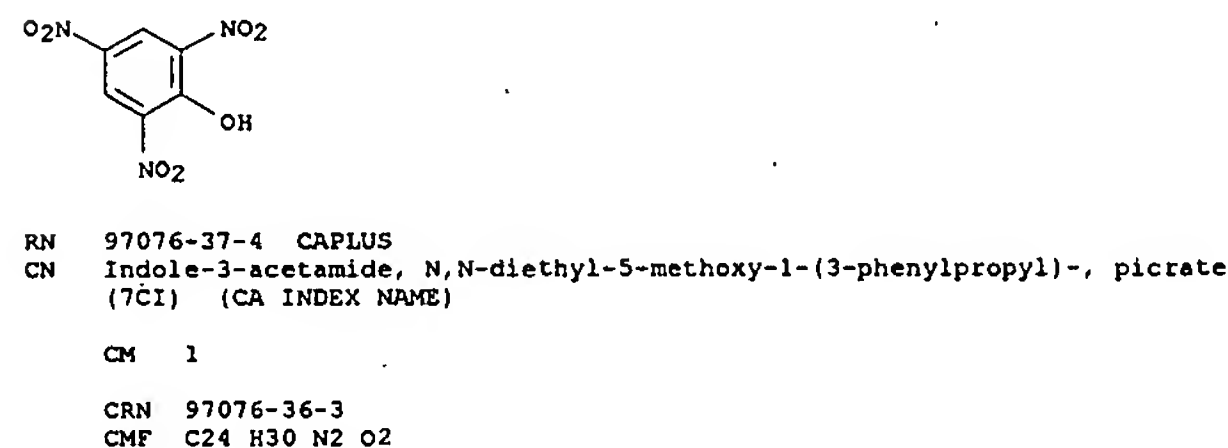 O2N NO2
OH
NO2
RN 97076-37-4 CAPLUS
CN Indole-3-acetamide, N,N-diethyl-5-methoxy-1-(3-phenylpropyl)-, picrate
(7CI) (CA INDEX NAME)
CM 1
CRN 97076-36-3
CMF C24 H30 N2 O2